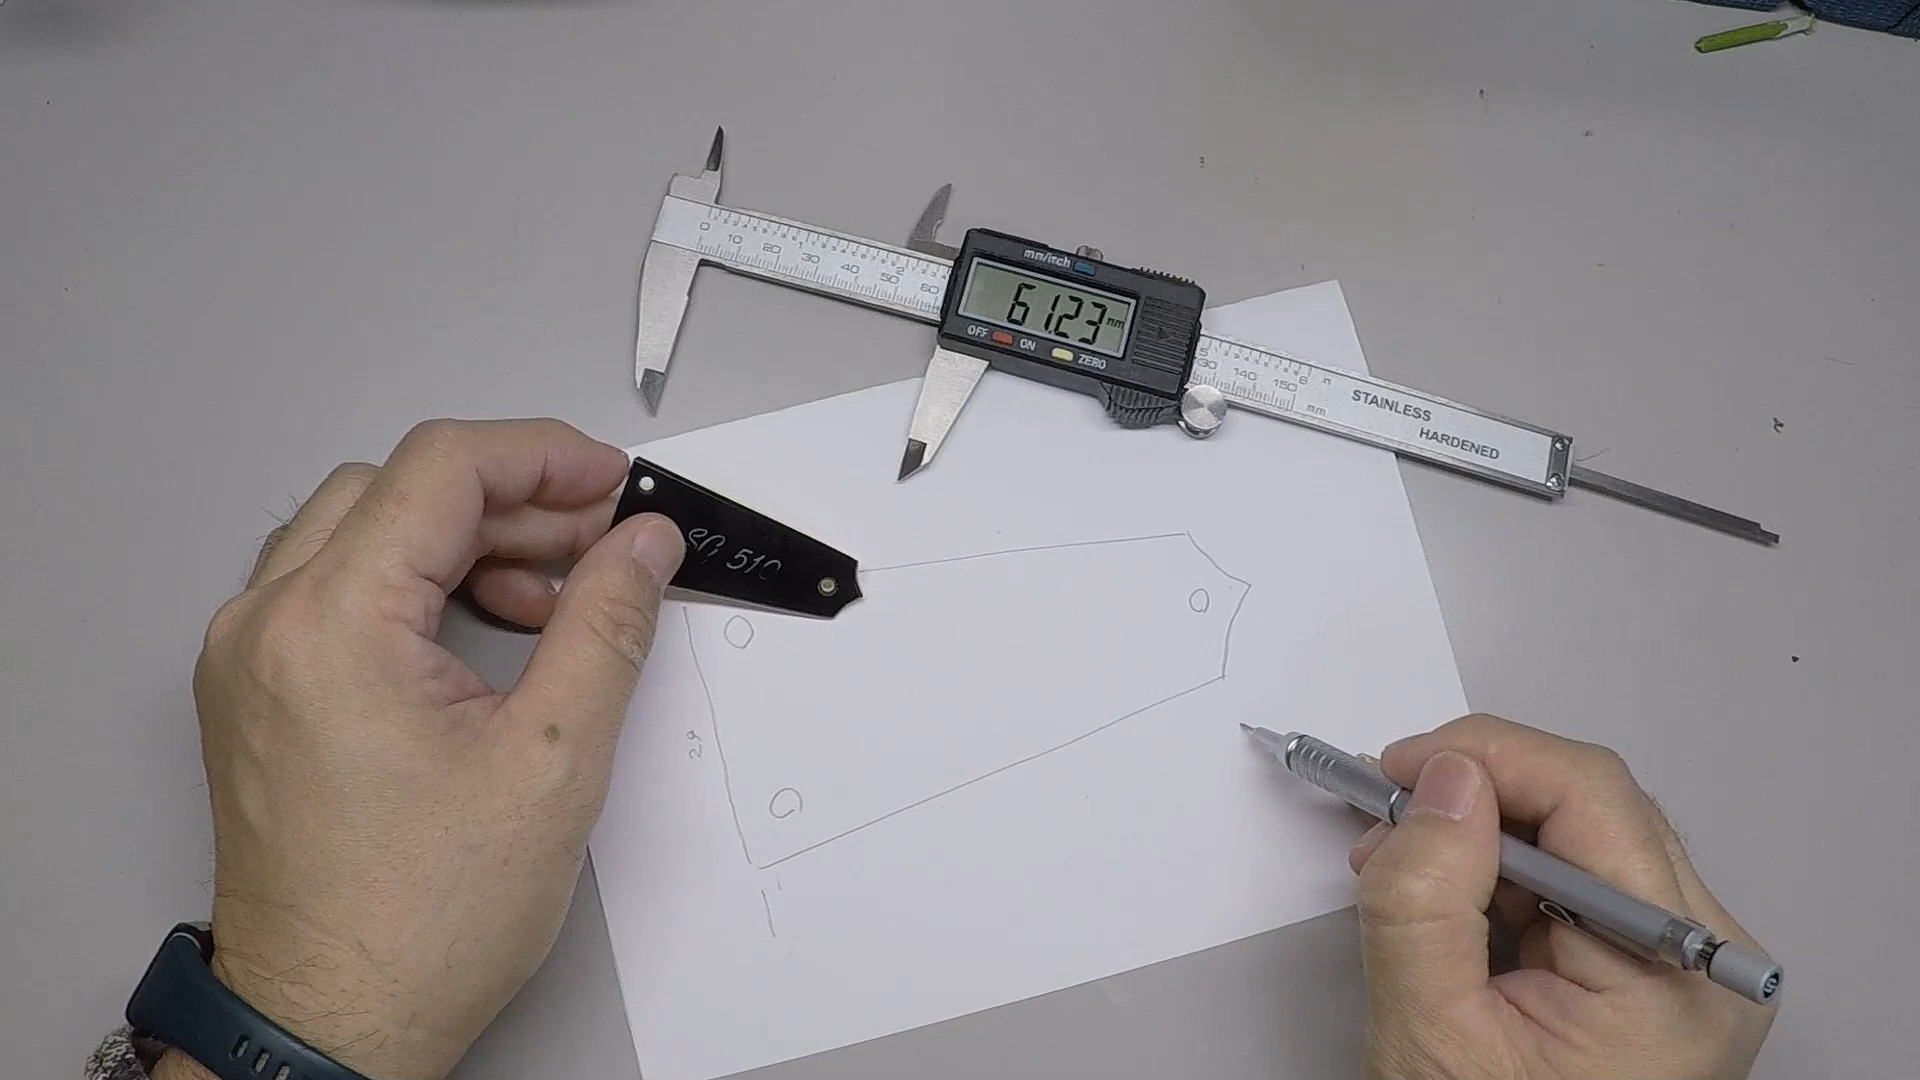 mm/inch
61.23 mm
OFF ON ZERO
0 10 20 30 40 50 60
130 140 150 6 in
mm
STAINLESS
HARDENED
SG 510
29